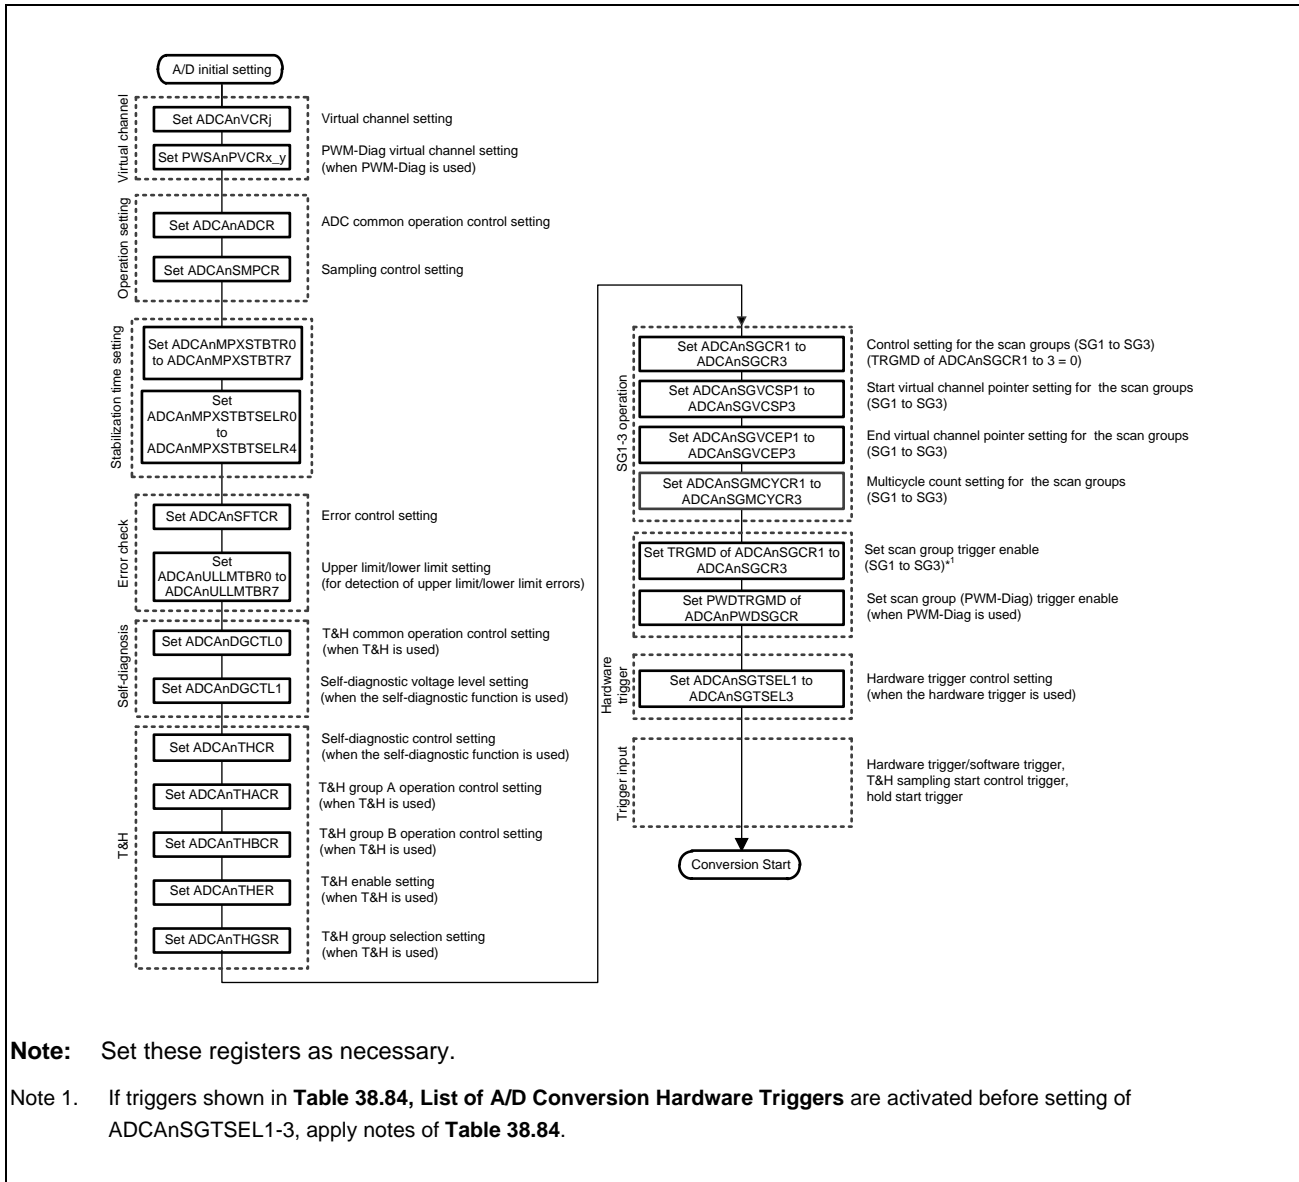 A/D initial setting
Virtual channel
Set ADCAnVCRj
Virtual channel setting
Set PWSAnPVCRx_y
PWM-Diag virtual channel setting
(when PWM-Diag is used)
Operation setting
Set ADCAnADCR
ADC common operation control setting
Set ADCAnSMPCR
Sampling control setting
Stabilization time setting
Set ADCAnMPXSTBTR0
to ADCAnMPXSTBTR7
Set
ADCAnMPXSTBTSELR0
to
ADCAnMPXSTBTSELR4
Error check
Set ADCAnSFTCR
Error control setting
Set
ADCAnULLMTBR0 to
ADCAnULLMTBR7
Upper limit/lower limit setting
(for detection of upper limit/lower limit errors)
Self-diagnosis
Set ADCAnDGCTL0
T&H common operation control setting
(when T&H is used)
Set ADCAnDGCTL1
Self-diagnostic voltage level setting
(when the self-diagnostic function is used)
T&H
Set ADCAnTHCR
Self-diagnostic control setting
(when the self-diagnostic function is used)
Set ADCAnTHACR
T&H group A operation control setting
(when T&H is used)
Set ADCAnTHBCR
T&H group B operation control setting
(when T&H is used)
Set ADCAnTHER
T&H enable setting
(when T&H is used)
Set ADCAnTHGSR
T&H group selection setting
(when T&H is used)
SG1-3 operation
Set ADCAnSGCR1 to
ADCAnSGCR3
Control setting for the scan groups (SG1 to SG3)
(TRGMD of ADCAnSGCR1 to 3 = 0)
Set ADCAnSGVCSP1 to
ADCAnSGVCSP3
Start virtual channel pointer setting for the scan groups
(SG1 to SG3)
Set ADCAnSGVCEP1 to
ADCAnSGVCEP3
End virtual channel pointer setting for the scan groups
(SG1 to SG3)
Set ADCAnSGMCYCR1 to
ADCAnSGMCYCR3
Multicycle count setting for the scan groups
(SG1 to SG3)
Set TRGMD of ADCAnSGCR1 to
ADCAnSGCR3
Set scan group trigger enable
(SG1 to SG3)*1
Set PWDTRGMD of
ADCAnPWDSGCR
Set scan group (PWM-Diag) trigger enable
(when PWM-Diag is used)
Hardware
trigger
Set ADCAnSGTSEL1 to
ADCAnSGTSEL3
Hardware trigger control setting
(when the hardware trigger is used)
Trigger input
Hardware trigger/software trigger,
T&H sampling start control trigger,
hold start trigger
Conversion Start
Note: Set these registers as necessary.
Note 1. If triggers shown in Table 38.84, List of A/D Conversion Hardware Triggers are activated before setting of
ADCAnSGTSEL1-3, apply notes of Table 38.84.